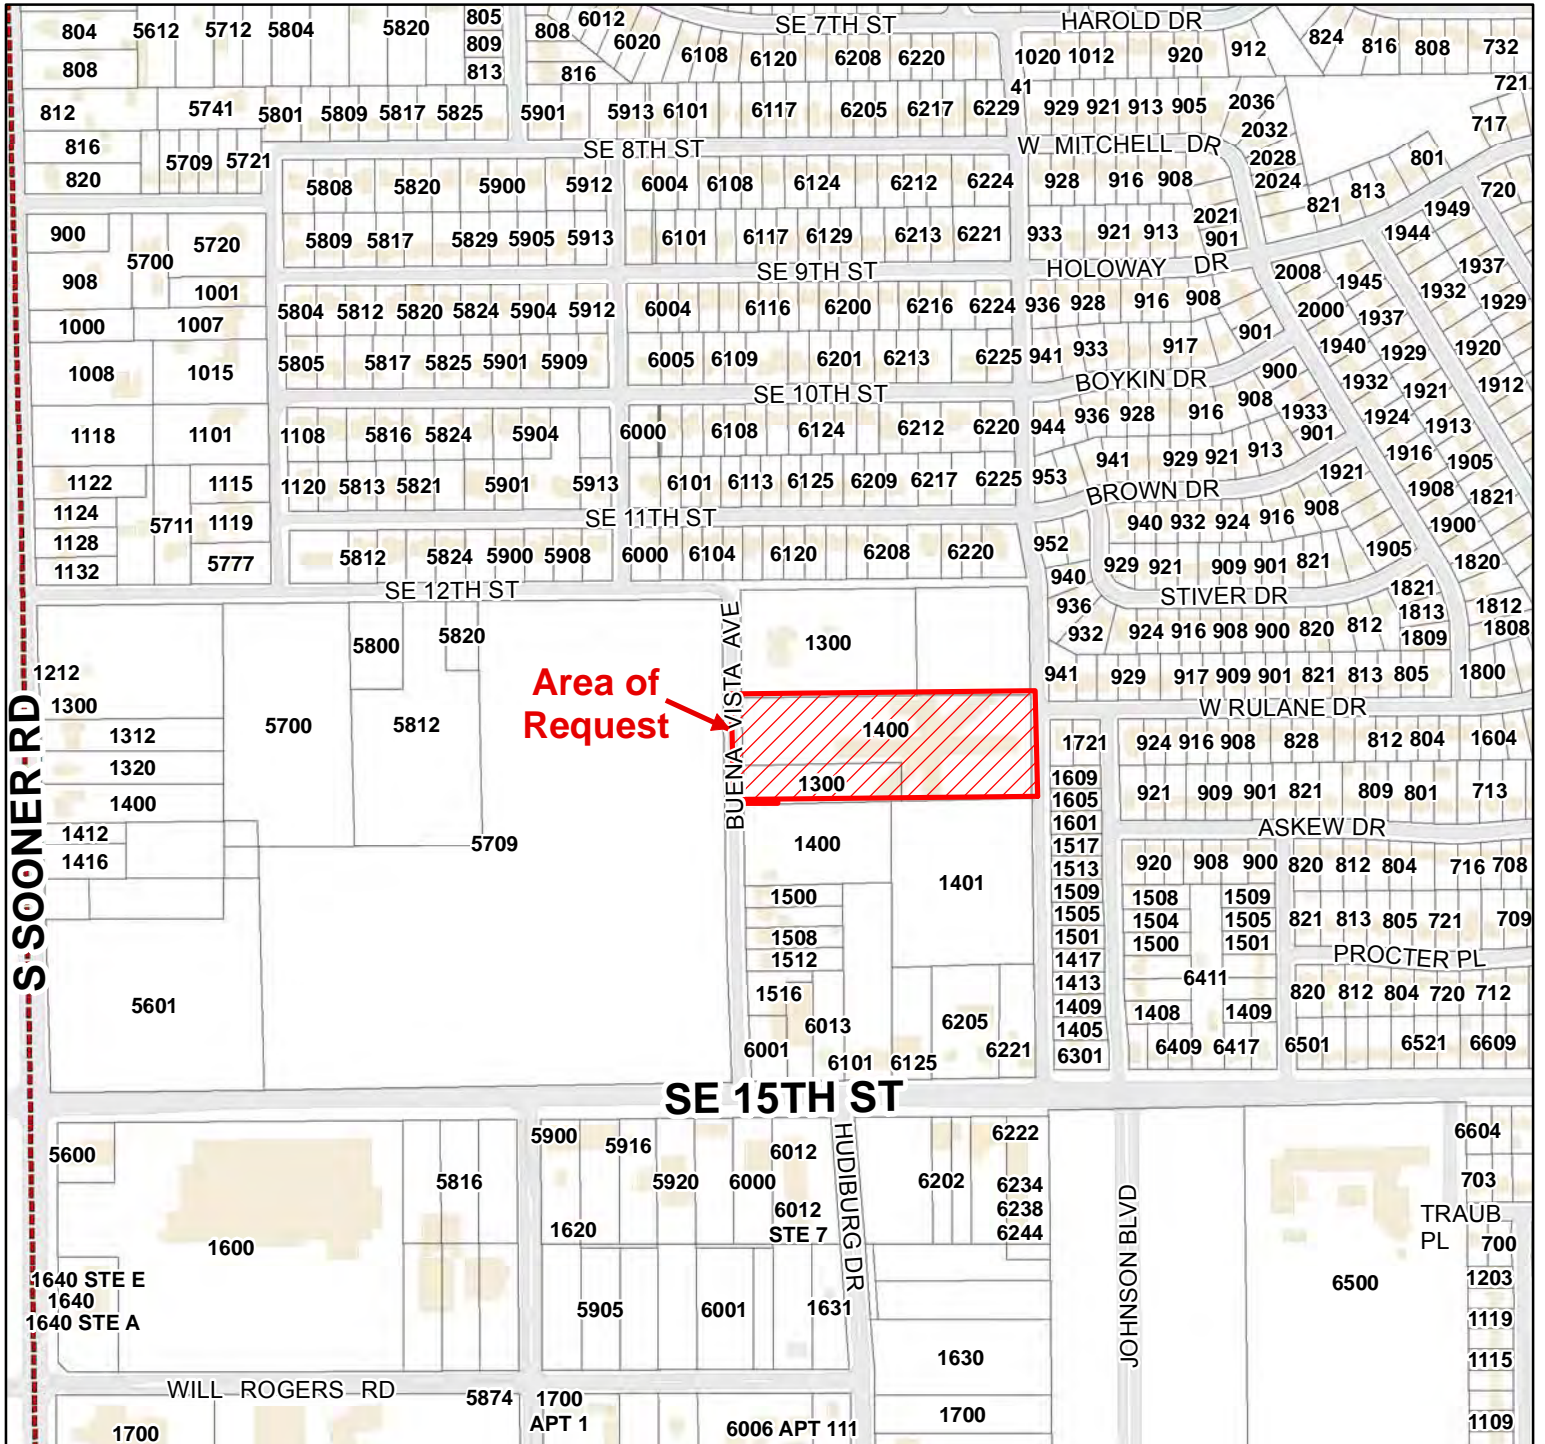 804 5612 5712 5804 5820 805 808 6012 SE 7TH ST HAROLD DR 824 816 808 732
809 6020 6108 6120 6208 6220 1020 1012 920 912
808 813 816 41 721
812 5741 5801 5809 5817 5825 5901 5913 6101 6117 6205 6217 6229 929 921 913 905 2036
717
2032
816 5709 5721 SE 8TH ST W MITCHELL DR 2028 801
820 5808 5820 5900 5912 6004 6108 6124 6212 6224 928 916 908 2024 813 720
821 1949
900 5720 5809 5817 5829 5905 5913 6101 6117 6129 6213 6221 933 921 913 2021 901 1944
5700
908 1001 SE 9TH ST HOLOWAY DR 2008 1945 1937
1932 1929
1000 1007 5804 5812 5820 5824 5904 5912 6004 6116 6200 6216 6224 936 928 916 908 2000 1937
901
1008 1015 5805 5817 5825 5901 5909 6005 6109 6201 6213 6225 941 933 917 1940 1929 1920
SE 10TH ST BOYKIN DR 900 1932 1921 1912
908
1118 1101 1108 5816 5824 5904 6000 6108 6124 6212 6220 944 936 928 916 1933 1924 1913
901
1122 1115 1120 5813 5821 5901 5913 6101 6113 6125 6209 6217 6225 953 941 929 921 913 1916 1905
1921
BROWN DR 1908 1821
1124 5711 1119 SE 11TH ST 940 932 924 916 908 1900
1128
1132 5777 5812 5824 5900 5908 6000 6104 6120 6208 6220 952 929 921 909 901 821 1905 1820
940
SE 12TH ST STIVER DR 1821
936 1813 1812
5800 5820 1300 932 924 916 908 900 820 812 1809 1808
1212 941 929 917 909 901 821 813 805 1800
Area of
Request
1300 W RULANE DR
BUENA VISTA AVE
5700 5812 1400
1312 1721 924 916 908 828 812 804 1604
1320 1609
1300 921 909 901 821 809 801 713
1400 1605
S SOONER RD
1412 1601 ASKEW DR
5709 1400 1517
1416 1513 920 908 900 820 812 804 716 708
1401
1500 1509 1508 1509
1505 1504 1505 821 813 805 721 709
1508 1501 1500 1501
1512 1417 PROCTER PL
1516 1413 6411
5601 1409 1408 1409 820 812 804 720 712
6013 6205 1405
6001 6101 6125 6221 6301 6409 6417 6501 6521 6609
SE 15TH ST
5600 5900 5916 6012 HUDIBURG DR 6222 6604
5816 5920 6000 6202 6234 703
6012
STE 7
1620 6238 TRAUB
PL
1600 6244 700
JOHNSON BLVD
1640 STE E 6500 1203
1640 5905 6001 1631
1640 STE A 1119
1630 1115
WILL ROGERS RD 5874 1700
APT 1
1700 6006 APT 111 1700 1109